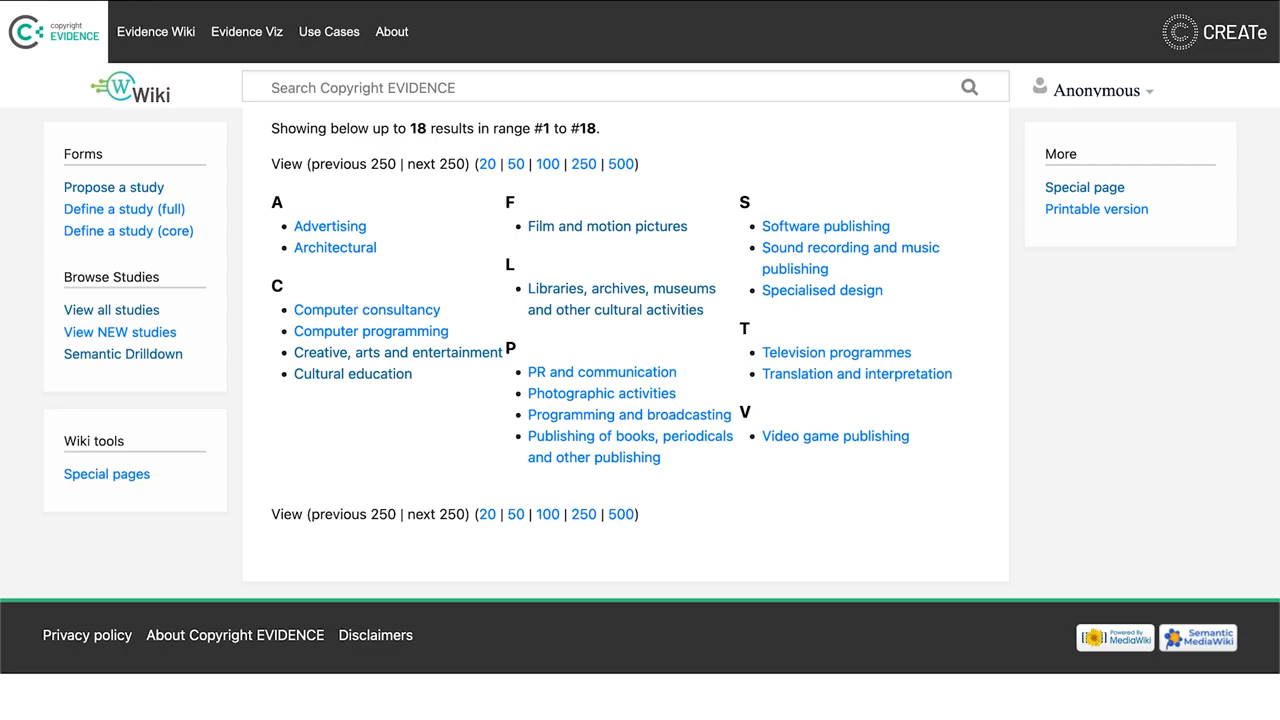 copyright
EVIDENCE
Evidence Wiki Evidence Viz Use Cases About
CREATe
W Wiki
Search Copyright EVIDENCE
Anonymous
Forms
Propose a study
Define a study (full)
Define a study (core)
Browse Studies
View all studies
View NEW studies
Semantic Drilldown
Wiki tools
Special pages
Showing below up to 18 results in range #1 to #18.
View (previous 250 | next 250) (20 | 50 | 100 | 250 | 500)
A
Advertising
Architectural
C
Computer consultancy
Computer programming
Creative, arts and entertainment
Cultural education
F
Film and motion pictures
L
Libraries, archives, museums
and other cultural activities
P
PR and communication
Photographic activities
Programming and broadcasting
Publishing of books, periodicals
and other publishing
S
Software publishing
Sound recording and music
publishing
Specialised design
T
Television programmes
Translation and interpretation
V
Video game publishing
View (previous 250 | next 250) (20 | 50 | 100 | 250 | 500)
More
Special page
Printable version
Privacy policy About Copyright EVIDENCE Disclaimers
Powered By
MediaWiki
Semantic
MediaWiki